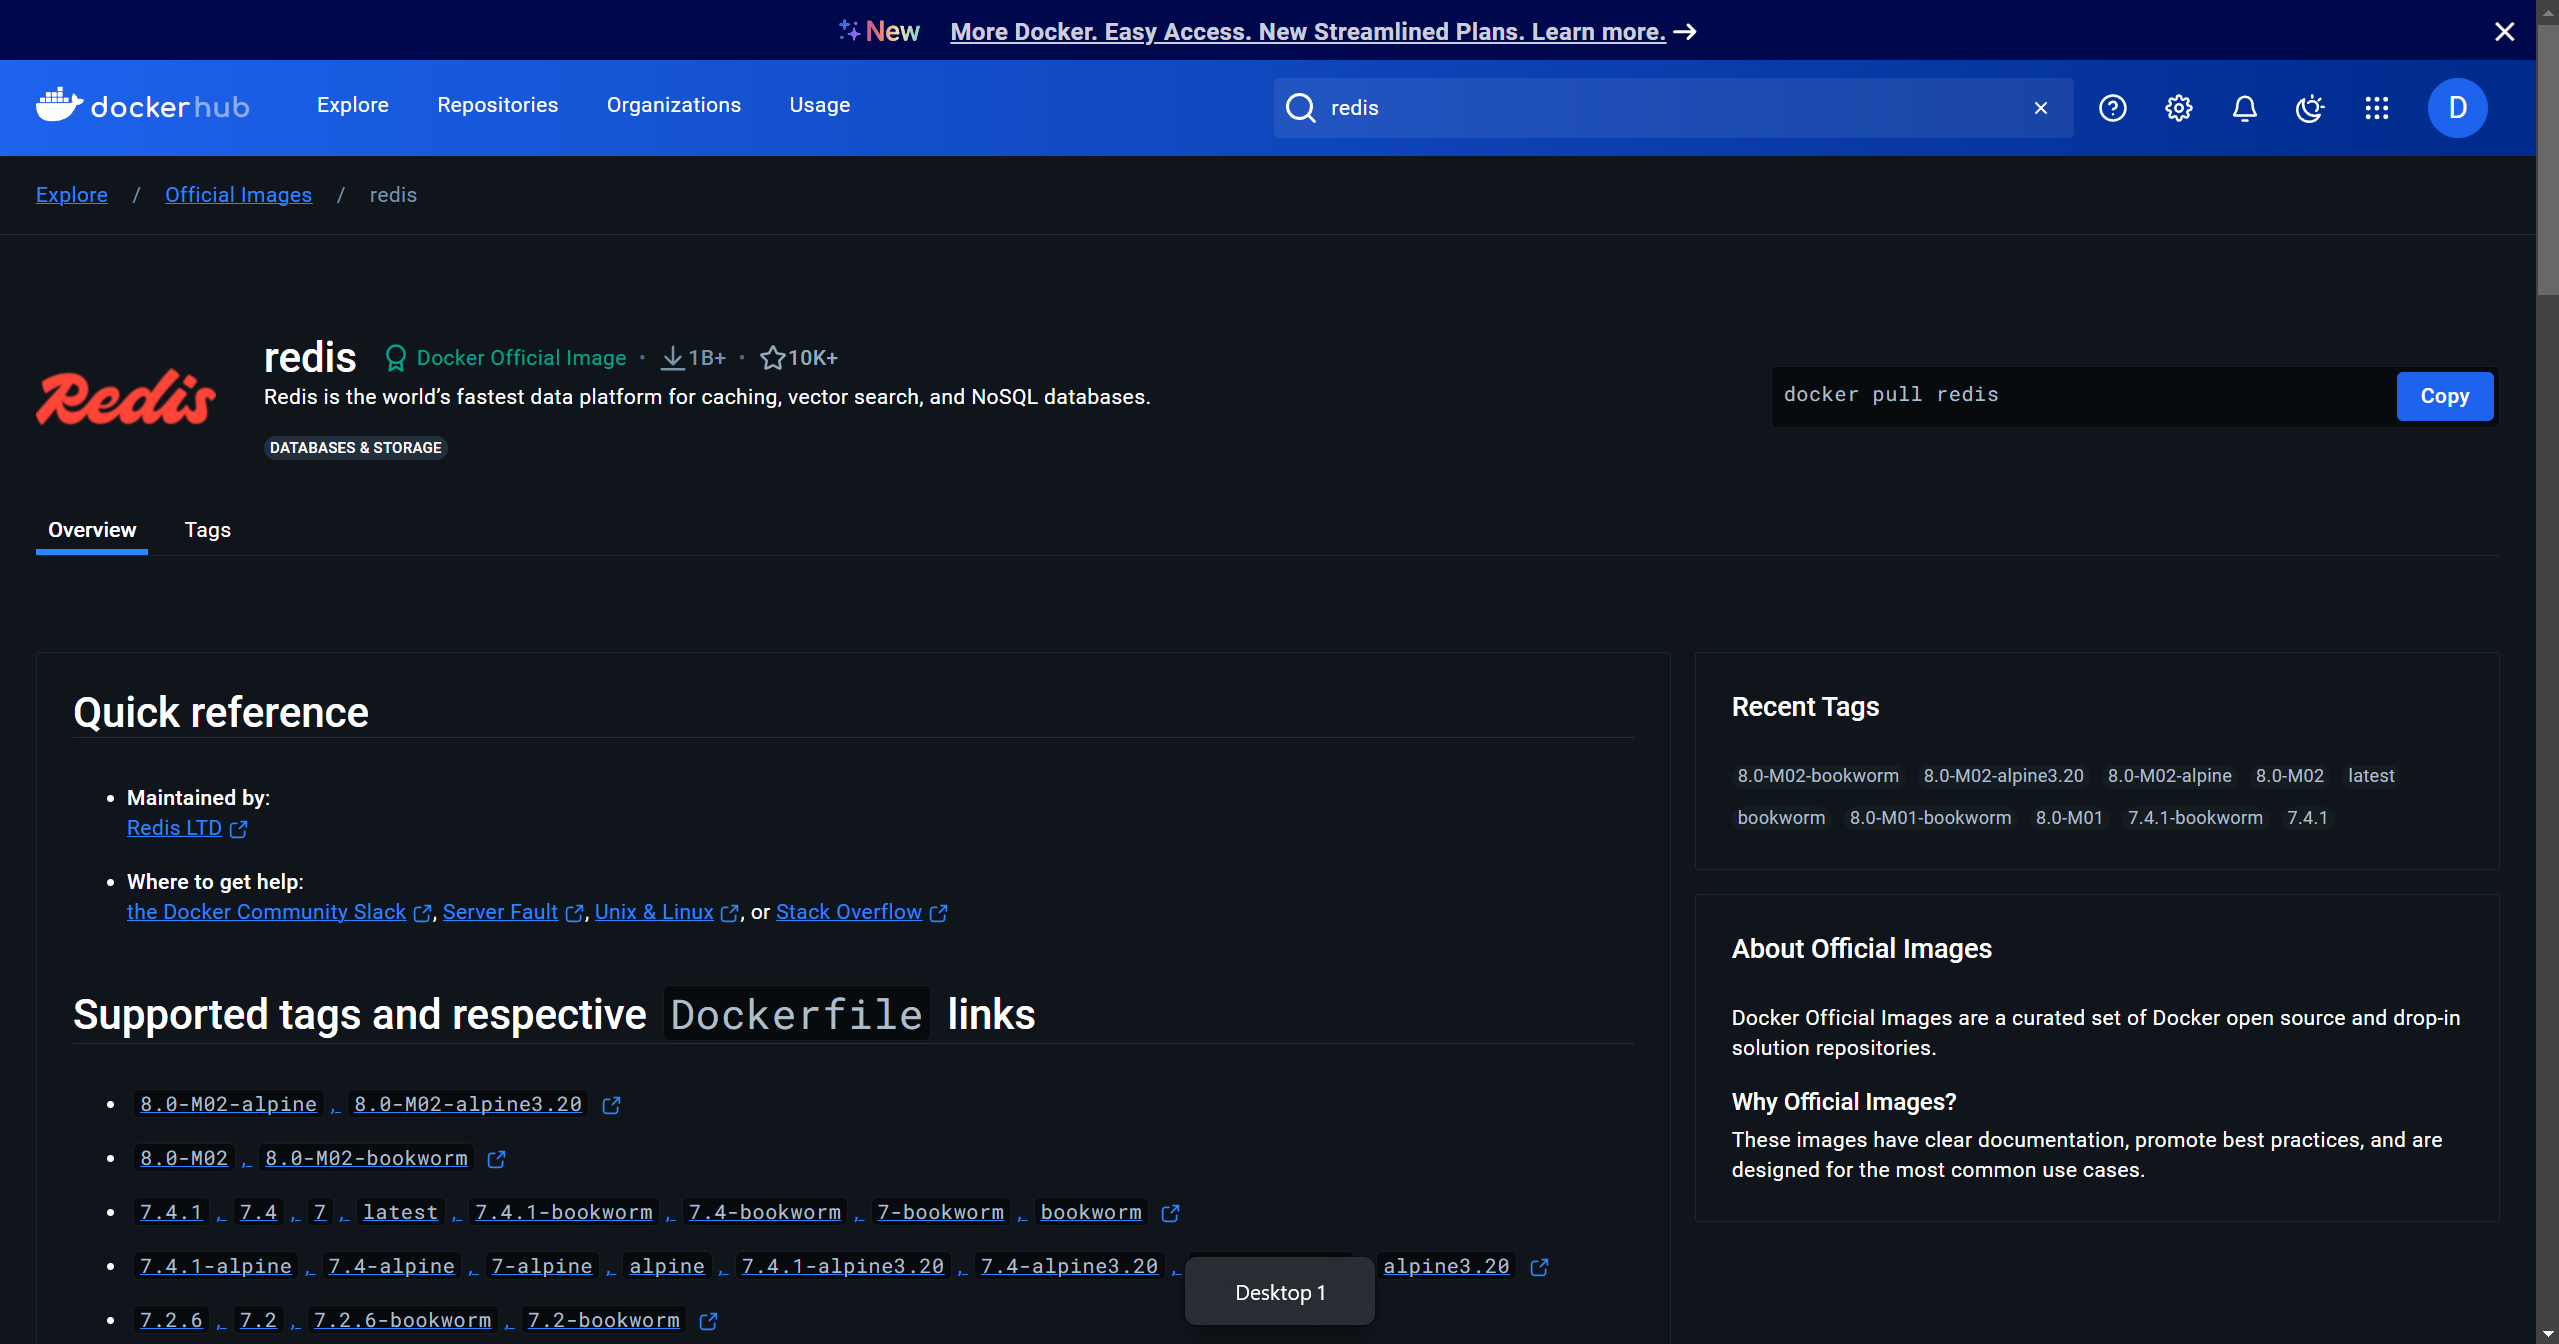 New More Docker. Easy Access. New Streamlined Plans. Learn more.
dockerhub Explore Repositories Organizations Usage redis D
Explore / Official Images / redis
redis Docker Official Image • 1B+ • 10K+
Redis
Redis is the world’s fastest data platform for caching, vector search, and NoSQL databases.
docker pull redis Copy
DATABASES & STORAGE
Overview Tags
Quick reference
• Maintained by:
Redis LTD
• Where to get help:
the Docker Community Slack, Server Fault, Unix & Linux, or Stack Overflow
Supported tags and respective Dockerfile links
• 8.0-M02-alpine, 8.0-M02-alpine3.20
• 8.0-M02, 8.0-M02-bookworm
• 7.4.1, 7.4, 7, latest, 7.4.1-bookworm, 7.4-bookworm, 7-bookworm, bookworm
• 7.4.1-alpine, 7.4-alpine, 7-alpine, alpine, 7.4.1-alpine3.20, 7.4-alpine3.20, alpine3.20
• 7.2.6, 7.2, 7.2.6-bookworm, 7.2-bookworm
Desktop 1
Recent Tags
8.0-M02-bookworm 8.0-M02-alpine3.20 8.0-M02-alpine 8.0-M02 latest
bookworm 8.0-M01-bookworm 8.0-M01 7.4.1-bookworm 7.4.1
About Official Images
Docker Official Images are a curated set of Docker open source and drop-in
solution repositories.
Why Official Images?
These images have clear documentation, promote best practices, and are
designed for the most common use cases.